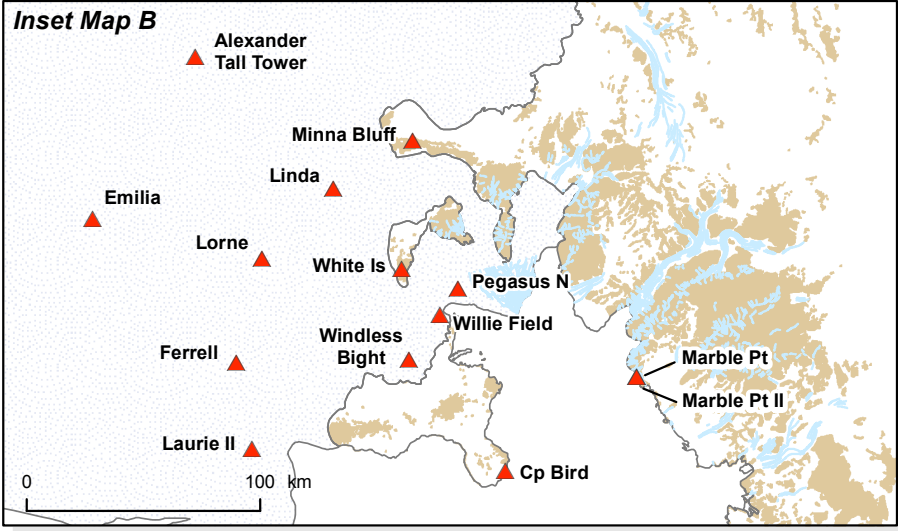 Inset Map B
Alexander
Tall Tower
Minna Bluff
Linda
Emilia
Lorne
White Is
Pegasus N
Willie Field
Windless
Bight
Ferrell
Marble Pt
Marble Pt II
Laurie II
Cp Bird
0 100 km